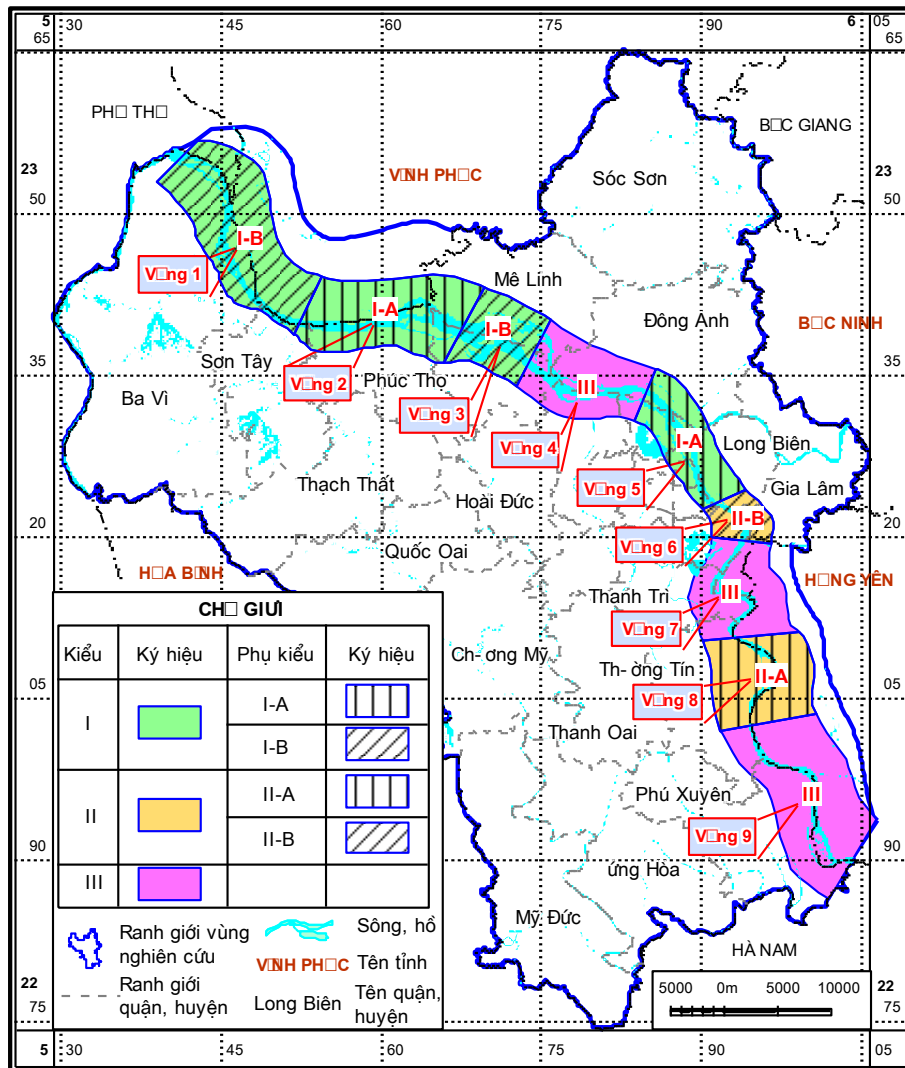 5 30 45 60 75 90 6 05
65 65
PH□ TH□
B□C GIANG
23 V□NH PH□C Sóc Sơn 23
50 50
I-B
V□ng 1
Mê Linh
I-A
I-B
Đông Anh
B□C NINH
Sơn Tây
35 35
V□ng 2
Phúc Thọ
III
Ba Vì
V□ng 3
V□ng 4
I-A
Long Biên
V□ng 5
Thạch Thất
Hoài Đức
Gia Lâm
II-B
20 20
V□ng 6
Quốc Oai
H□A B□NH
H□NG YÊN
Thanh Trì
III
V□ng 7
Ch- ơng Mỹ
Th- ờng Tín
II-A
V□ng 8
05 05
Thanh Oai
Phú Xuyên
III
V□ng 9
90 90
ứng Hòa
Mỹ Đức
HÀ NAM
CH□ GIƯI
Kiểu Ký hiệu Phụ kiểu Ký hiệu
I I-A
I-B
II II-A
II-B
III
Ranh giới vùng
nghiên cứu
Sông, hồ
V□NH PH□C Tên tỉnh
Ranh giới
quận, huyện
Long Biên Tên quận,
huyện
5000 0m 5000 10000
22 22
75 75
5 30 45 60 75 90 6 05